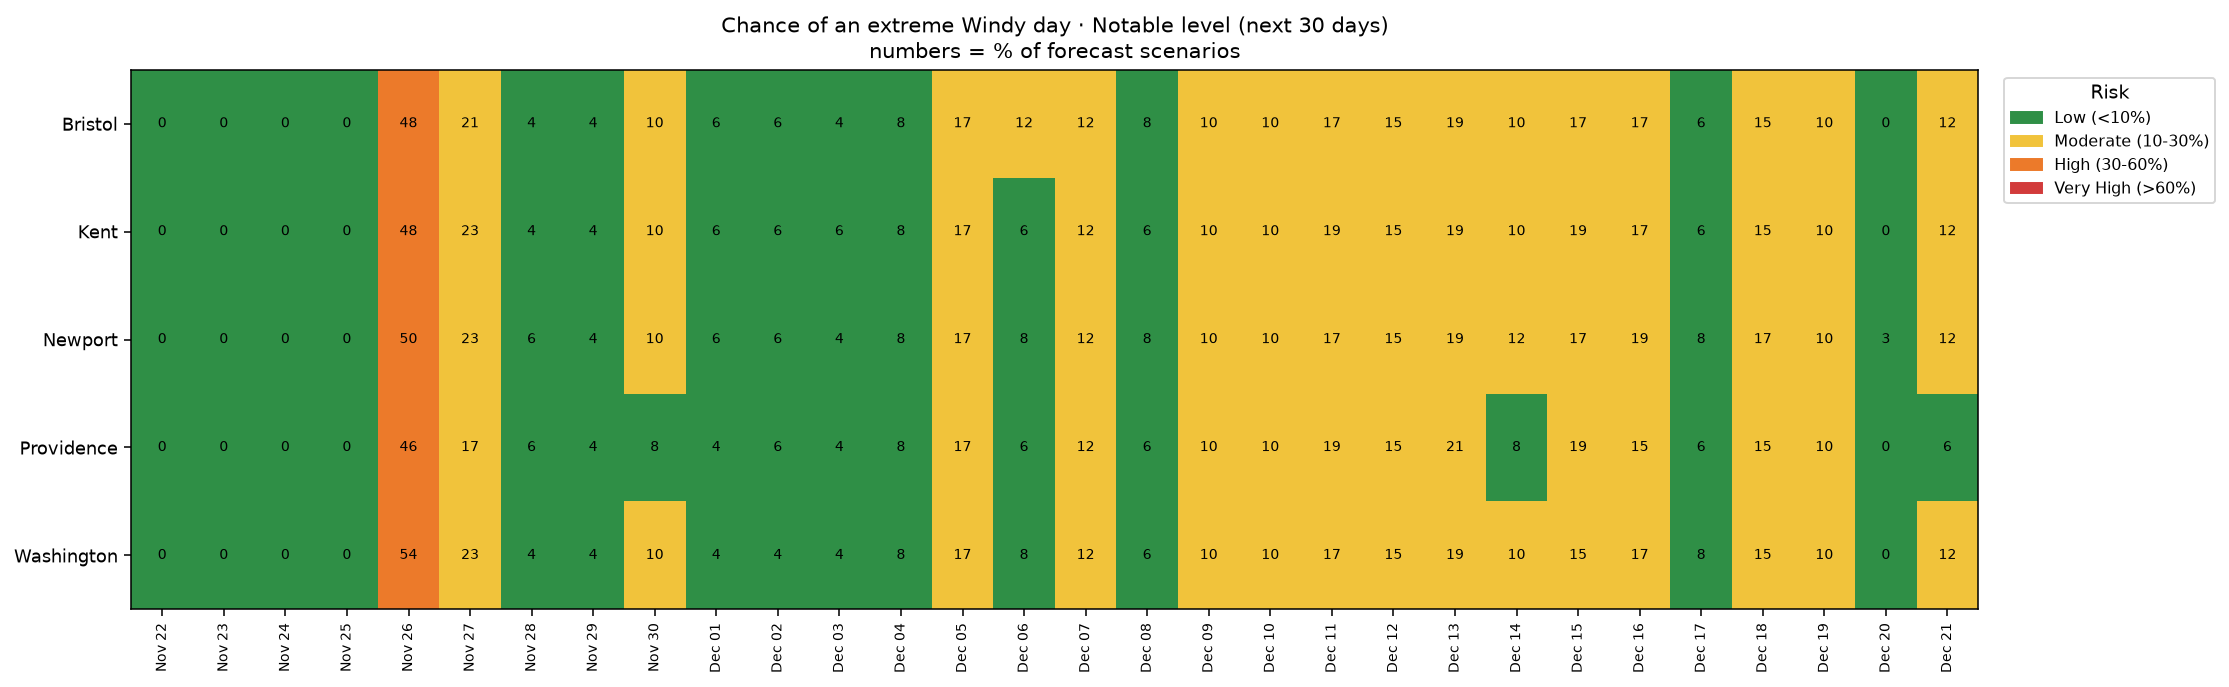 Chance of an extreme Windy day · Notable level (next 30 days)
numbers = % of forecast scenarios
Risk
Low (<10%)
Moderate (10-30%)
High (30-60%)
Very High (>60%)
Bristol 0 0 0 0 48 21 4 4 10 6 6 4 8 17 12 12 8 10 10 17 15 19 10 17 17 6 15 10 0 12
Kent 0 0 0 0 48 23 4 4 10 6 6 6 8 17 6 12 6 10 10 19 15 19 10 19 17 6 15 10 0 12
Newport 0 0 0 0 50 23 6 4 10 6 6 4 8 17 8 12 8 10 10 17 15 19 12 17 19 8 17 10 3 12
Providence 0 0 0 0 46 17 6 4 8 4 6 4 8 17 6 12 6 10 10 19 15 21 8 19 15 6 15 10 0 6
Washington 0 0 0 0 54 23 4 4 10 4 4 4 8 17 8 12 6 10 10 17 15 19 10 15 17 8 15 10 0 12
Nov 22 Nov 23 Nov 24 Nov 25 Nov 26 Nov 27 Nov 28 Nov 29 Nov 30 Dec 01 Dec 02 Dec 03 Dec 04 Dec 05 Dec 06 Dec 07 Dec 08 Dec 09 Dec 10 Dec 11 Dec 12 Dec 13 Dec 14 Dec 15 Dec 16 Dec 17 Dec 18 Dec 19 Dec 20 Dec 21